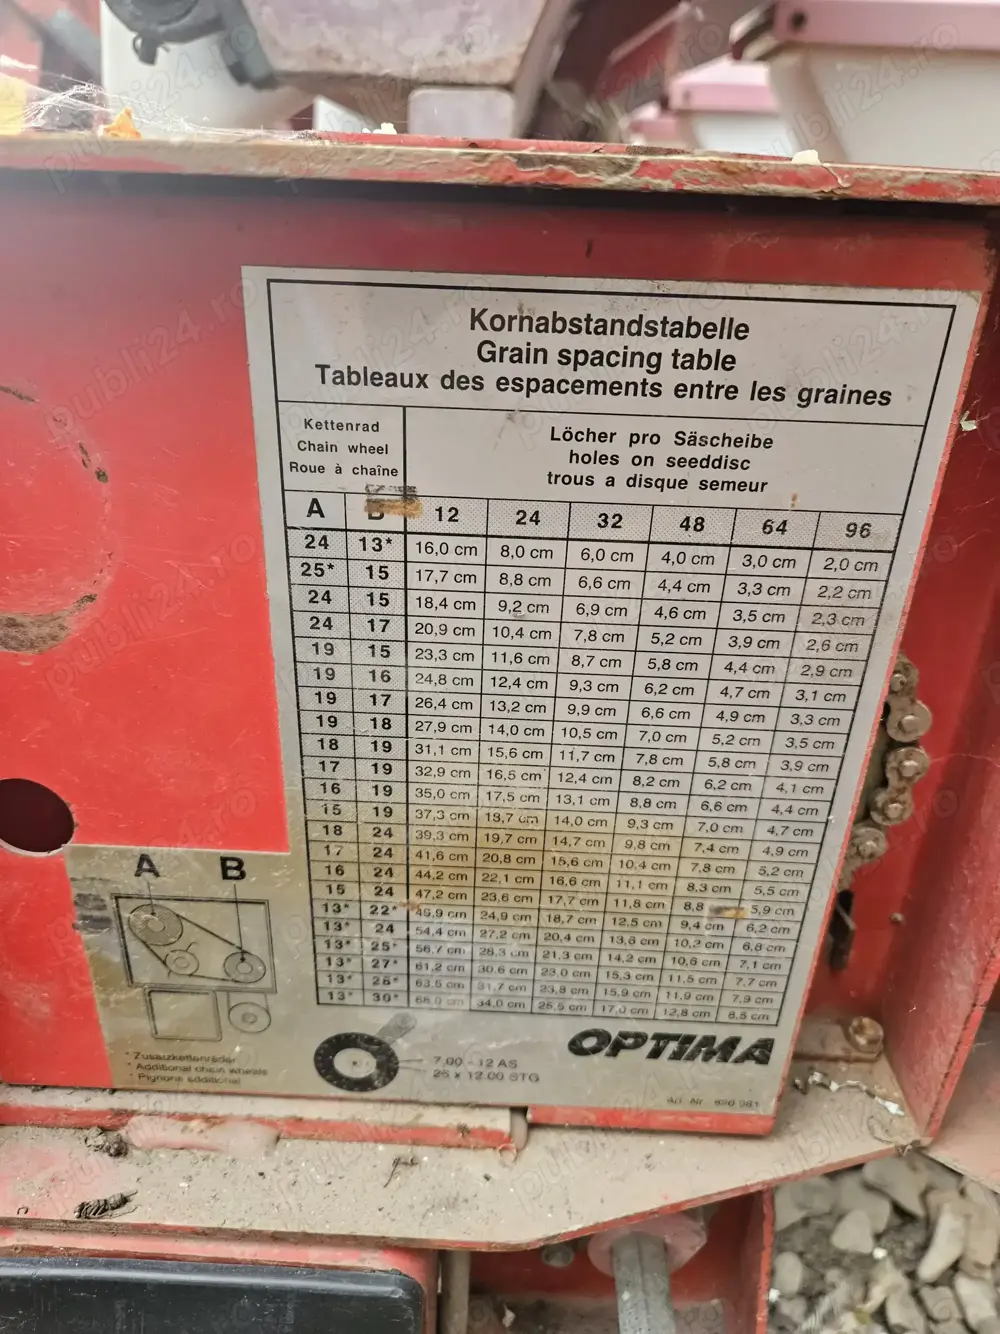 Kornabstandstabelle
Grain spacing table
Tableaux des espacements entre les graines
Kettenrad
Chain wheel
Roue à chaîne
Löcher pro Säscheibe
holes on seeddisc
trous a disque semeur
A B 12 24 32 48 64 96
24 13* 16,0 cm 8,0 cm 6,0 cm 4,0 cm 3,0 cm 2,0 cm
25* 15 17,7 cm 8,8 cm 6,6 cm 4,4 cm 3,3 cm 2,2 cm
24 15 18,4 cm 9,2 cm 6,9 cm 4,6 cm 3,5 cm 2,3 cm
24 17 20,9 cm 10,4 cm 7,8 cm 5,2 cm 3,9 cm 2,6 cm
19 15 23,3 cm 11,6 cm 8,7 cm 5,8 cm 4,4 cm 2,9 cm
19 16 24,8 cm 12,4 cm 9,3 cm 6,2 cm 4,7 cm 3,1 cm
19 17 26,4 cm 13,2 cm 9,9 cm 6,6 cm 4,9 cm 3,3 cm
19 18 27,9 cm 14,0 cm 10,5 cm 7,0 cm 5,2 cm 3,5 cm
18 19 31,1 cm 15,6 cm 11,7 cm 7,8 cm 5,8 cm 3,9 cm
17 19 32,9 cm 16,5 cm 12,4 cm 8,2 cm 6,2 cm 4,1 cm
16 19 35,0 cm 17,5 cm 13,1 cm 8,8 cm 6,6 cm 4,4 cm
15 19 37,3 cm 18,7 cm 14,0 cm 9,3 cm 7,0 cm 4,7 cm
18 24 39,3 cm 19,7 cm 14,7 cm 9,8 cm 7,4 cm 4,9 cm
17 24 41,6 cm 20,8 cm 15,6 cm 10,4 cm 7,8 cm 5,2 cm
16 24 44,2 cm 22,1 cm 16,6 cm 11,1 cm 8,3 cm 5,5 cm
15 24 47,2 cm 23,6 cm 17,7 cm 11,8 cm 8,8 5,9 cm
13* 22* 49,9 cm 24,9 cm 18,7 cm 12,5 cm 9,4 cm 6,2 cm
13* 24 54,4 cm 27,2 cm 20,4 cm 13,6 cm 10,2 cm 6,8 cm
13* 25* 56,7 cm 28,3 cm 21,3 cm 14,2 cm 10,6 cm 7,1 cm
13* 27* 61,2 cm 30,6 cm 23,0 cm 15,3 cm 11,5 cm 7,7 cm
13* 63,5 cm 31,7 cm 23,8 cm 15,9 cm 11,9 cm 7,9 cm
13* 30* 68,0 cm 34,0 cm 25,5 cm 17,0 cm 12,8 cm 8,5 cm
A B
* Zusatzkettenräder
* Additional chain wheels
* Pignons additional
7.00 - 12 AS
26 x 12.00 STG
OPTIMA
Art. Nr.
publi24.ro